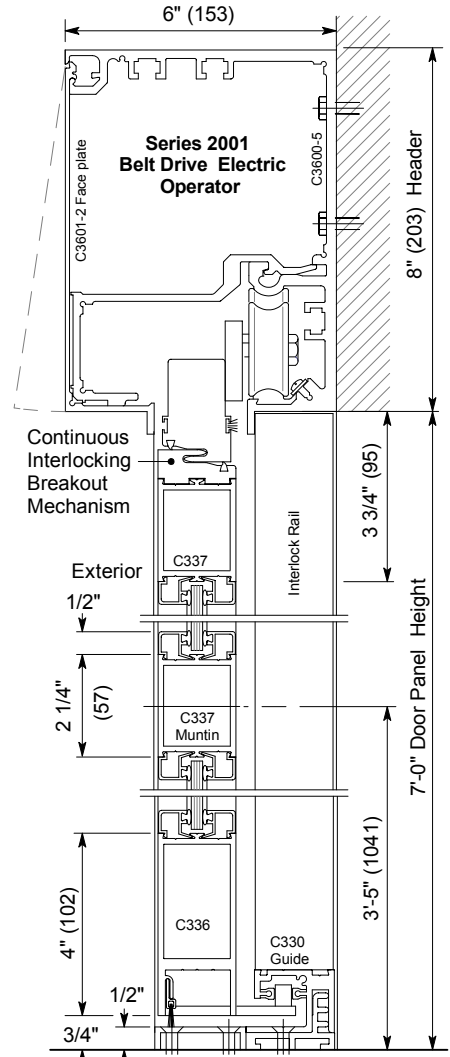 6" (153)
C3601-2 Face plate
Series 2001
Belt Drive Electric
Operator
C3600-5
8" (203) Header
Continuous
Interlocking
Breakout
Mechanism
3 3/4" (95)
Interlock Rail
C337
Exterior
1/2"
2 1/4"
(57)
C337
Muntin
7'-0" Door Panel Height
3'-5" (1041)
4" (102)
C336
C330
Guide
1/2"
3/4"